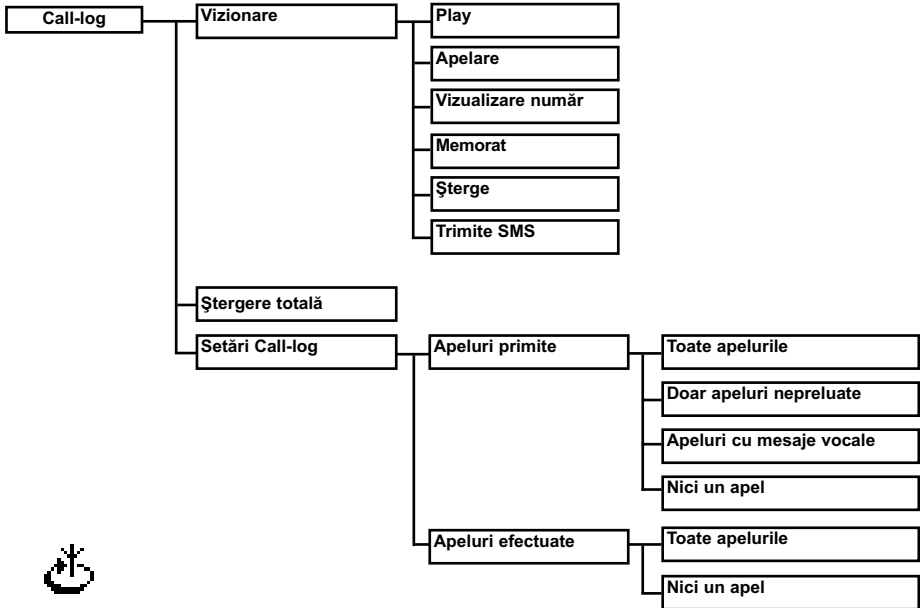 Call-log
Vizionare
Play
Apelare
Vizualizare număr
Memorat
Şterge
Trimite SMS
Ştergere totală
Setări Call-log
Apeluri primite
Toate apelurile
Doar apeluri nepreluate
Apeluri cu mesaje vocale
Nici un apel
Apeluri efectuate
Toate apelurile
Nici un apel